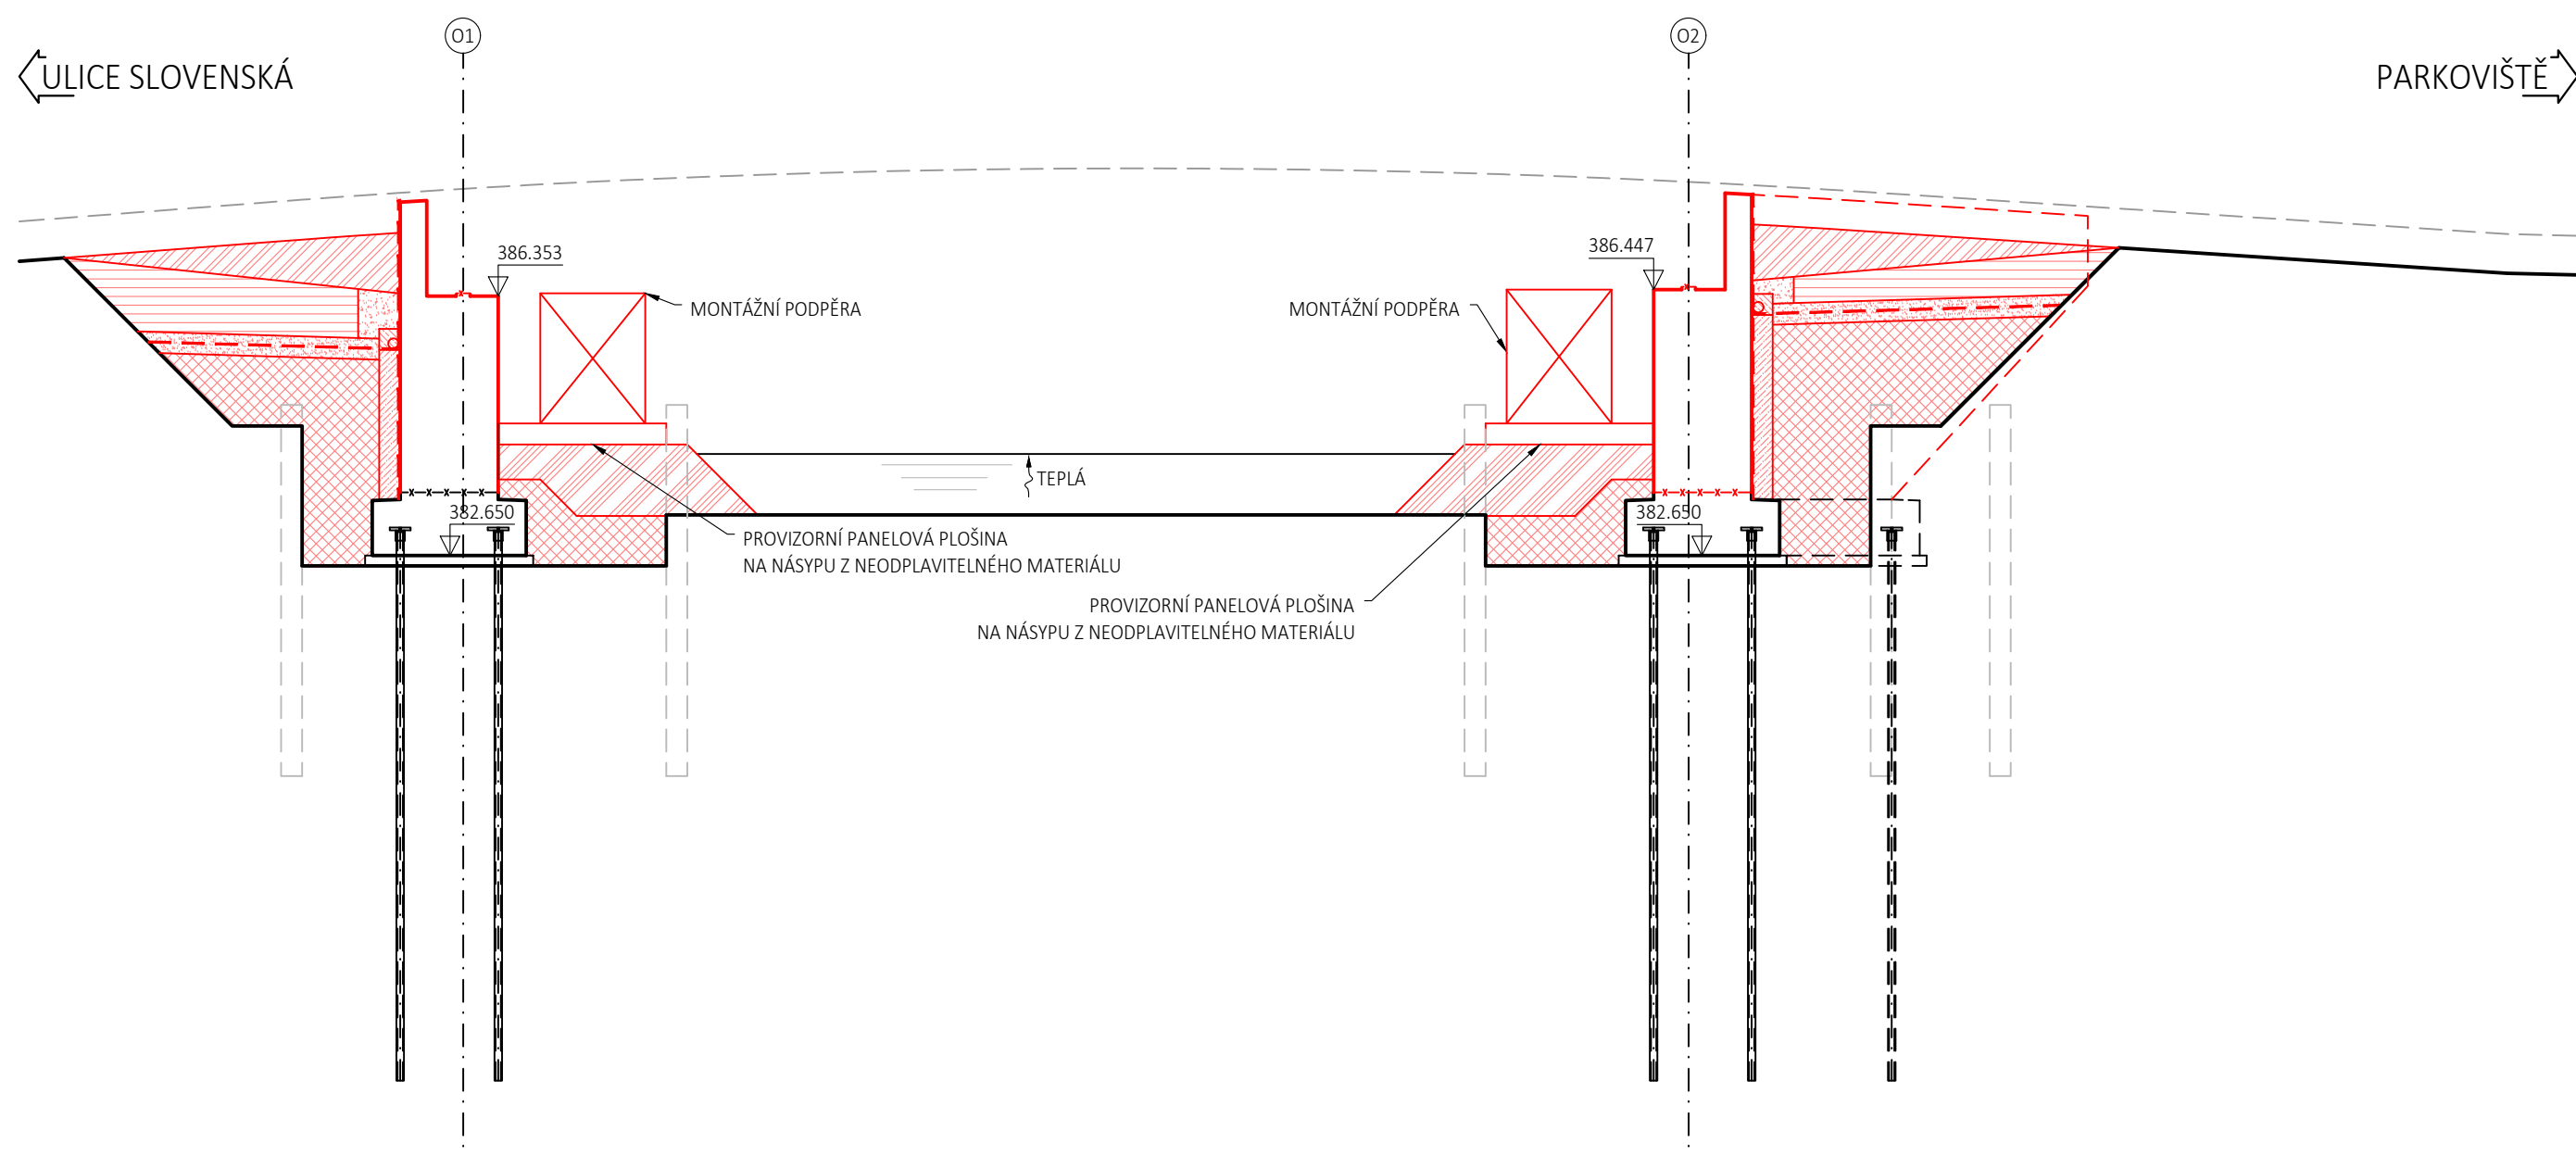 O1
O2
ULICE SLOVENSKÁ
PARKOVIŠTĚ
386.353
386.447
MONTÁŽNÍ PODPĚRA
MONTÁŽNÍ PODPĚRA
TEPLÁ
382.650
382.650
PROVIZORNÍ PANELOVÁ PLOŠINA
NA NÁSYPU Z NEODPLAVITELNÉHO MATERIÁLU
PROVIZORNÍ PANELOVÁ PLOŠINA
NA NÁSYPU Z NEODPLAVITELNÉHO MATERIÁLU